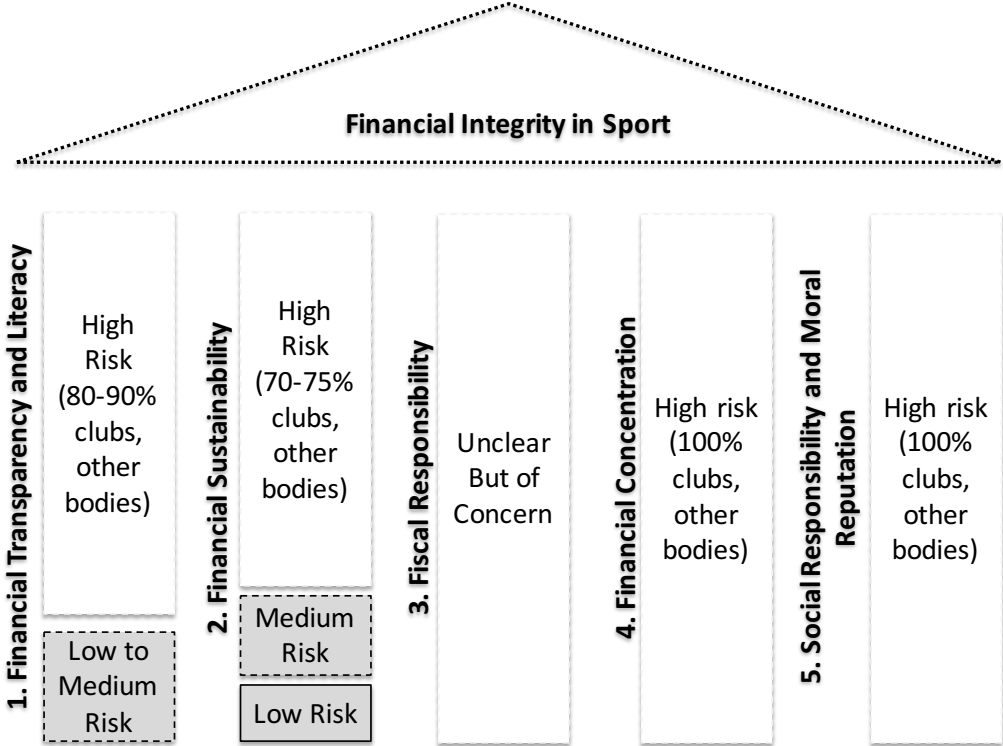 Financial Integrity in Sport
1. Financial Transparency and Literacy
High
Risk
(80-90%
clubs,
other
bodies)
Low to
Medium
Risk
2. Financial Sustainability
High
Risk
(70-75%
clubs,
other
bodies)
Medium
Risk
Low Risk
3. Fiscal Responsibility
Unclear
But of
Concern
4. Financial Concentration
High risk
(100%
clubs,
other
bodies)
5. Social Responsibility and Moral
Reputation
High risk
(100%
clubs,
other
bodies)